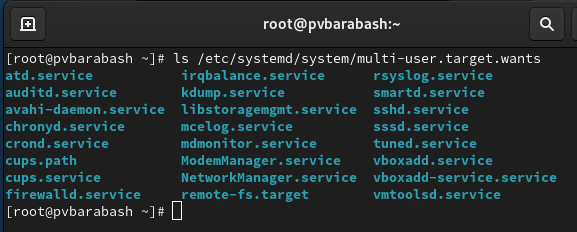 root@pvbarabash:~
[root@pvbarabash ~]# ls /etc/systemd/system/multi-user.target.wants
atd.service irqbalance.service rsyslog.service
auditd.service kdump.service smartd.service
avahi-daemon.service libstoragemgmt.service sshd.service
chronyd.service mcelog.service sssd.service
crond.service mdmonitor.service tuned.service
cups.path ModemManager.service vboxadd.service
cups.service NetworkManager.service vboxadd-service.service
firewalld.service remote-fs.target vmtoolsd.service
[root@pvbarabash ~]#